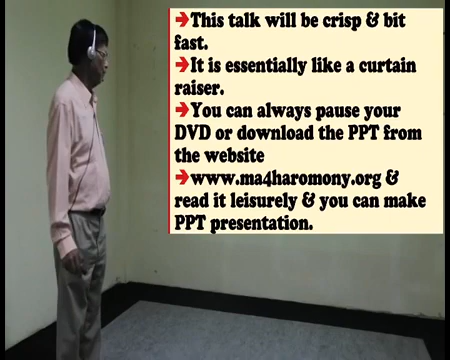 ➔This talk will be crisp & bit
fast.
➔It is essentially like a curtain
raiser.
➔You can always pause your
DVD or download the PPT from
the website
➔www.ma4haromony.org &
read it leisurely & you can make
PPT presentation.